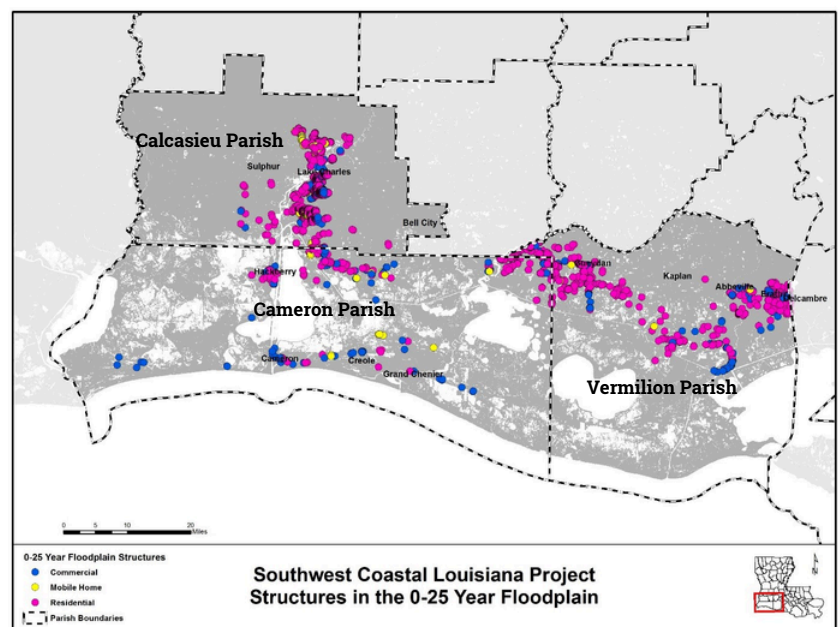 Calcasieu Parish
Sulphur
Lake Charles
Bell City
Hackberry
Gueydan
Kaplan
Abbeville
Erath
Delcambre
Cameron Parish
Cameron
Creole
Grand Chenier
Vermilion Parish
0 5 10 20
Miles
0-25 Year Floodplain Structures
Commercial
Mobile Home
Residential
Parish Boundaries
Southwest Coastal Louisiana Project
Structures in the 0-25 Year Floodplain
N